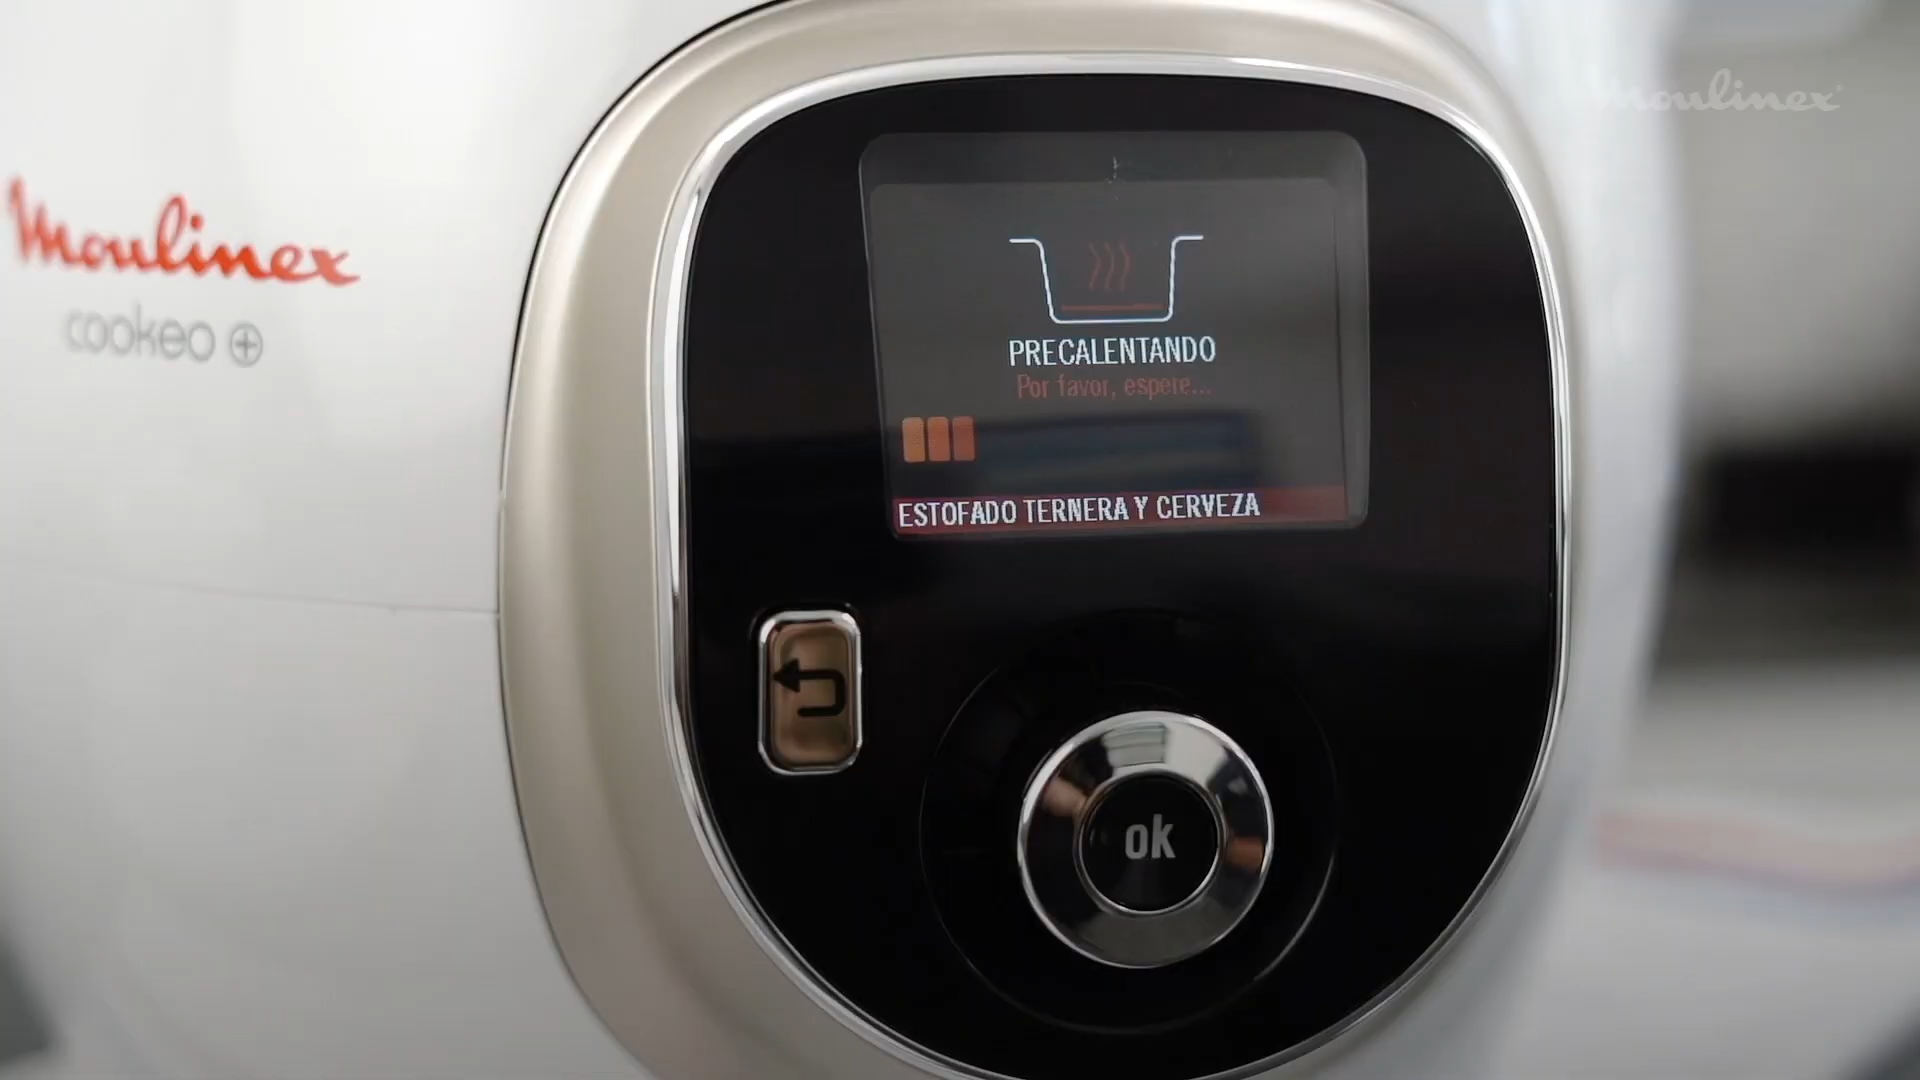 Moulinex
Moulinex
cookeo
PRECALENTANDO
Por favor, espere...
ESTOFADO TERNERA Y CERVEZA
ok